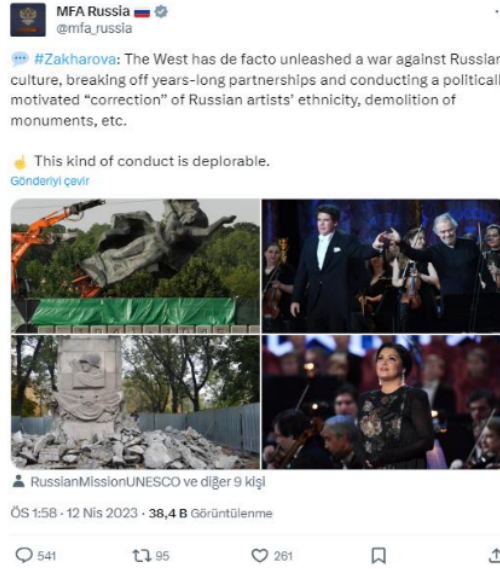 MFA Russia
@mfa_russia
#Zakharova: The West has de facto unleashed a war against Russian
culture, breaking off years-long partnerships and conducting a politicall
motivated “correction” of Russian artists’ ethnicity, demolition of
monuments, etc.
This kind of conduct is deplorable.
Gönderiyi çevir
RussianMissionUNESCO ve diğer 9 kişi
ÖS 1:58 · 12 Nis 2023 · 38,4 B Görüntülenme
541 95 261